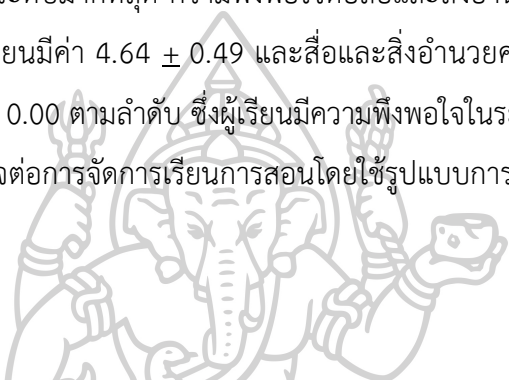 ยนมีค่า 4.64 ± 0.49 และสื่อและสิ่งอำนวยค
0.00 ตามลำดับ ซึ่งผู้เรียนมีความพึงพอใจในระ
จต่อการจัดการเรียนการสอนโดยใช้รูปแบบการ